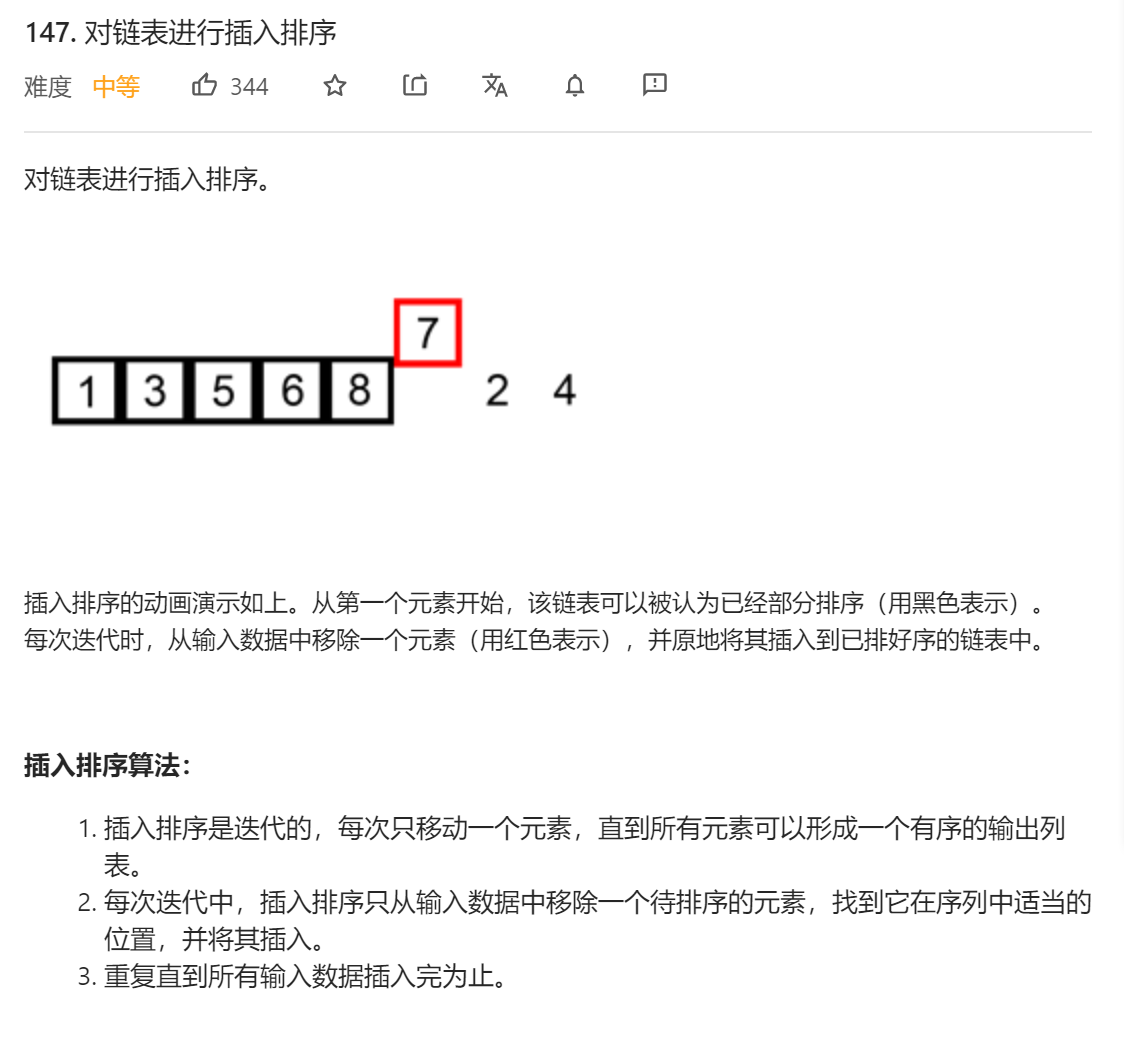 147. 对链表进行插入排序
难度 中等 344
对链表进行插入排序。
7
1 3 5 6 8 2 4
插入排序的动画演示如上。从第一个元素开始，该链表可以被认为已经部分排序（用黑色表示）。
每次迭代时，从输入数据中移除一个元素（用红色表示），并原地将其插入到已排好序的链表中。
插入排序算法：
1. 插入排序是迭代的，每次只移动一个元素，直到所有元素可以形成一个有序的输出列
表。
2. 每次迭代中，插入排序只从输入数据中移除一个待排序的元素，找到它在序列中适当的
位置，并将其插入。
3. 重复直到所有输入数据插入完为止。